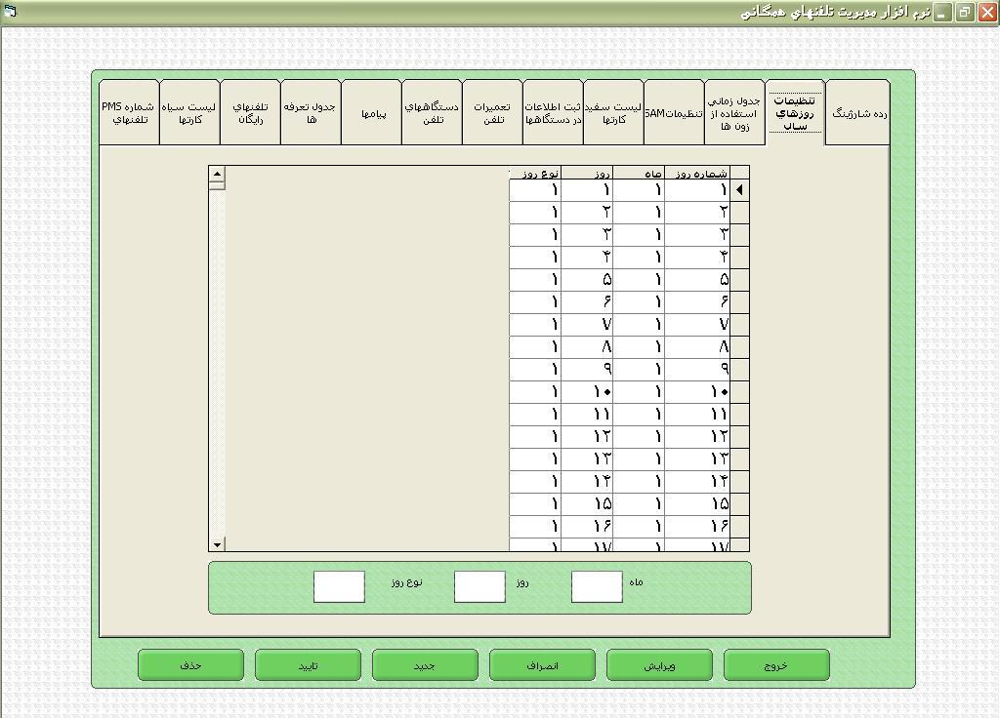 نرم افزار مديريت تلفنهاي همگاني
رده شارژينگ
تنظيمات
روزهاي
سال
جدول زماني
استفاده از
زون ها
تنظيماتSAM
ليست سفيد
كارتها
ثبت اطلاعات
در دستگاهها
تعميرات
تلفن
دستگاههاي
تلفن
پيامها
جدول تعرفه
ها
تلفنهاي
رايگان
ليست سياه
كارتها
شماره PMS
تلفنهاي
شماره روز ماه روز نوع روز
۱ ۱ ۱ ۱
۲ ۱ ۲ ۱
۳ ۱ ۳ ۱
۴ ۱ ۴ ۱
۵ ۱ ۵ ۱
۶ ۱ ۶ ۱
۷ ۱ ۷ ۱
۸ ۱ ۸ ۱
۹ ۱ ۹ ۱
۱۰ ۱ ۱۰ ۱
۱۱ ۱ ۱۱ ۱
۱۲ ۱ ۱۲ ۱
۱۳ ۱ ۱۳ ۱
۱۴ ۱ ۱۴ ۱
۱۵ ۱ ۱۵ ۱
۱۶ ۱ ۱۶ ۱
۱۷ ۱ ۱۷ ۱
ماه روز نوع روز
خروج ويرايش انصراف جديد تاييد حذف